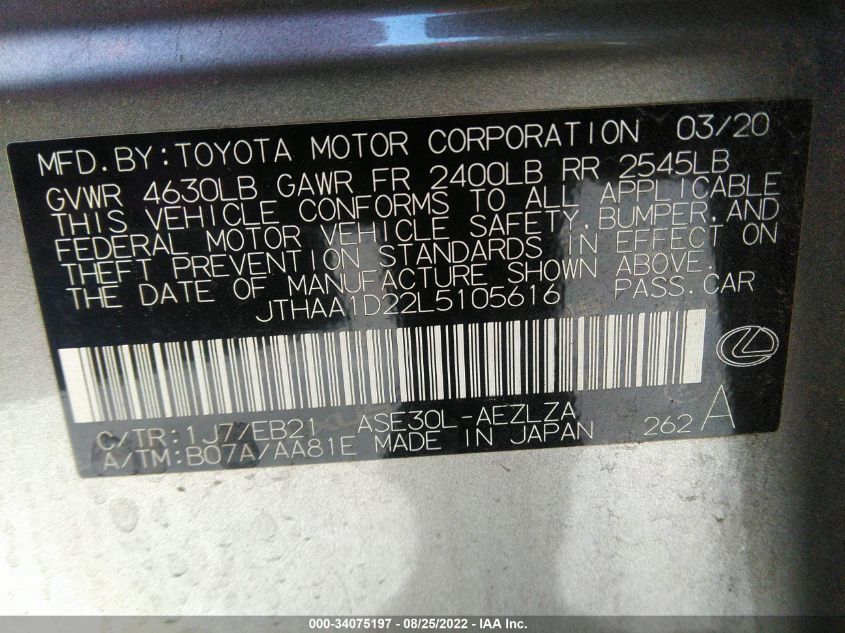 MFD.BY:TOYOTA MOTOR CORPORATION 03/20
GVWR 4630LB GAWR FR 2400LB RR 2545LB
THIS VEHICLE CONFORMS TO ALL APPLICABLE
FEDERAL MOTOR VEHICLE SAFETY,BUMPER,AND
THEFT PREVENTION STANDARDS IN EFFECT ON
THE DATE OF MANUFACTURE SHOWN ABOVE.
JTHAA1D22L5105616 PASS.CAR
C/TR:1J7/EB21 ASE30L-AEZLZA
A/TM:B07A/AA81E MADE IN JAPAN 262 A
000-34075197 - 08/25/2022 - IAA Inc.